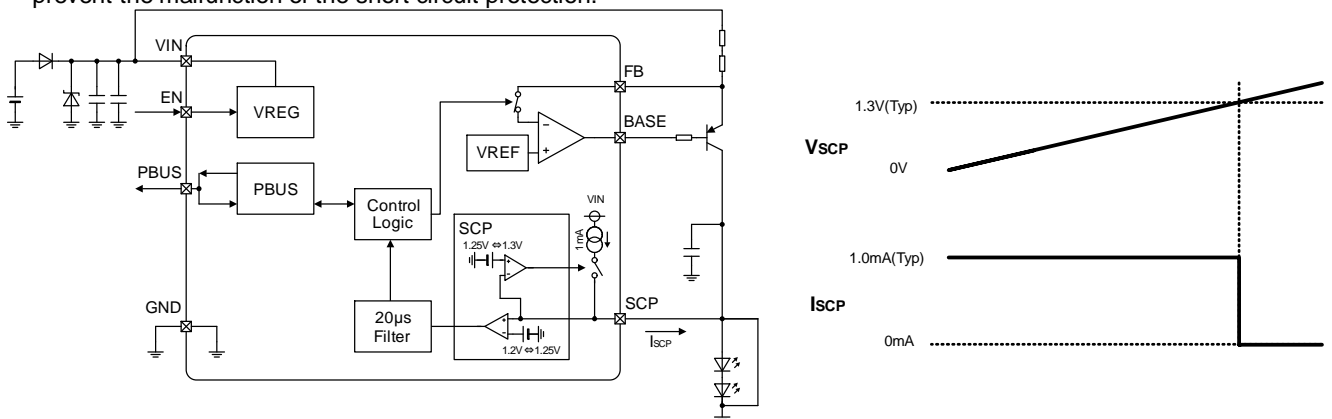 prevent the malfunction of the short circuit protection.
VIN
FB
EN
VREG
BASE
VREF
PBUS
PBUS
Control
Logic
VIN
SCP
1mA
1.25V ⇔1.3V
GND
20µs
Filter
SCP
ISCP
1.2V ⇔1.25V
1.3V(Typ)
VSCP
0V
1.0mA(Typ)
ISCP
0mA